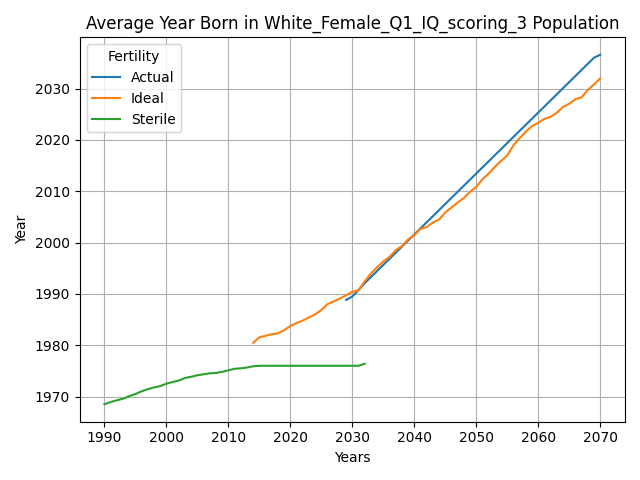 Average Year Born in White_Female_Q1_IQ_scoring_3 Population
Fertility
Actual
Ideal
Sterile
Year
2030
2020
2010
2000
1990
1980
1970
1990 2000 2010 2020 2030 2040 2050 2060 2070
Years